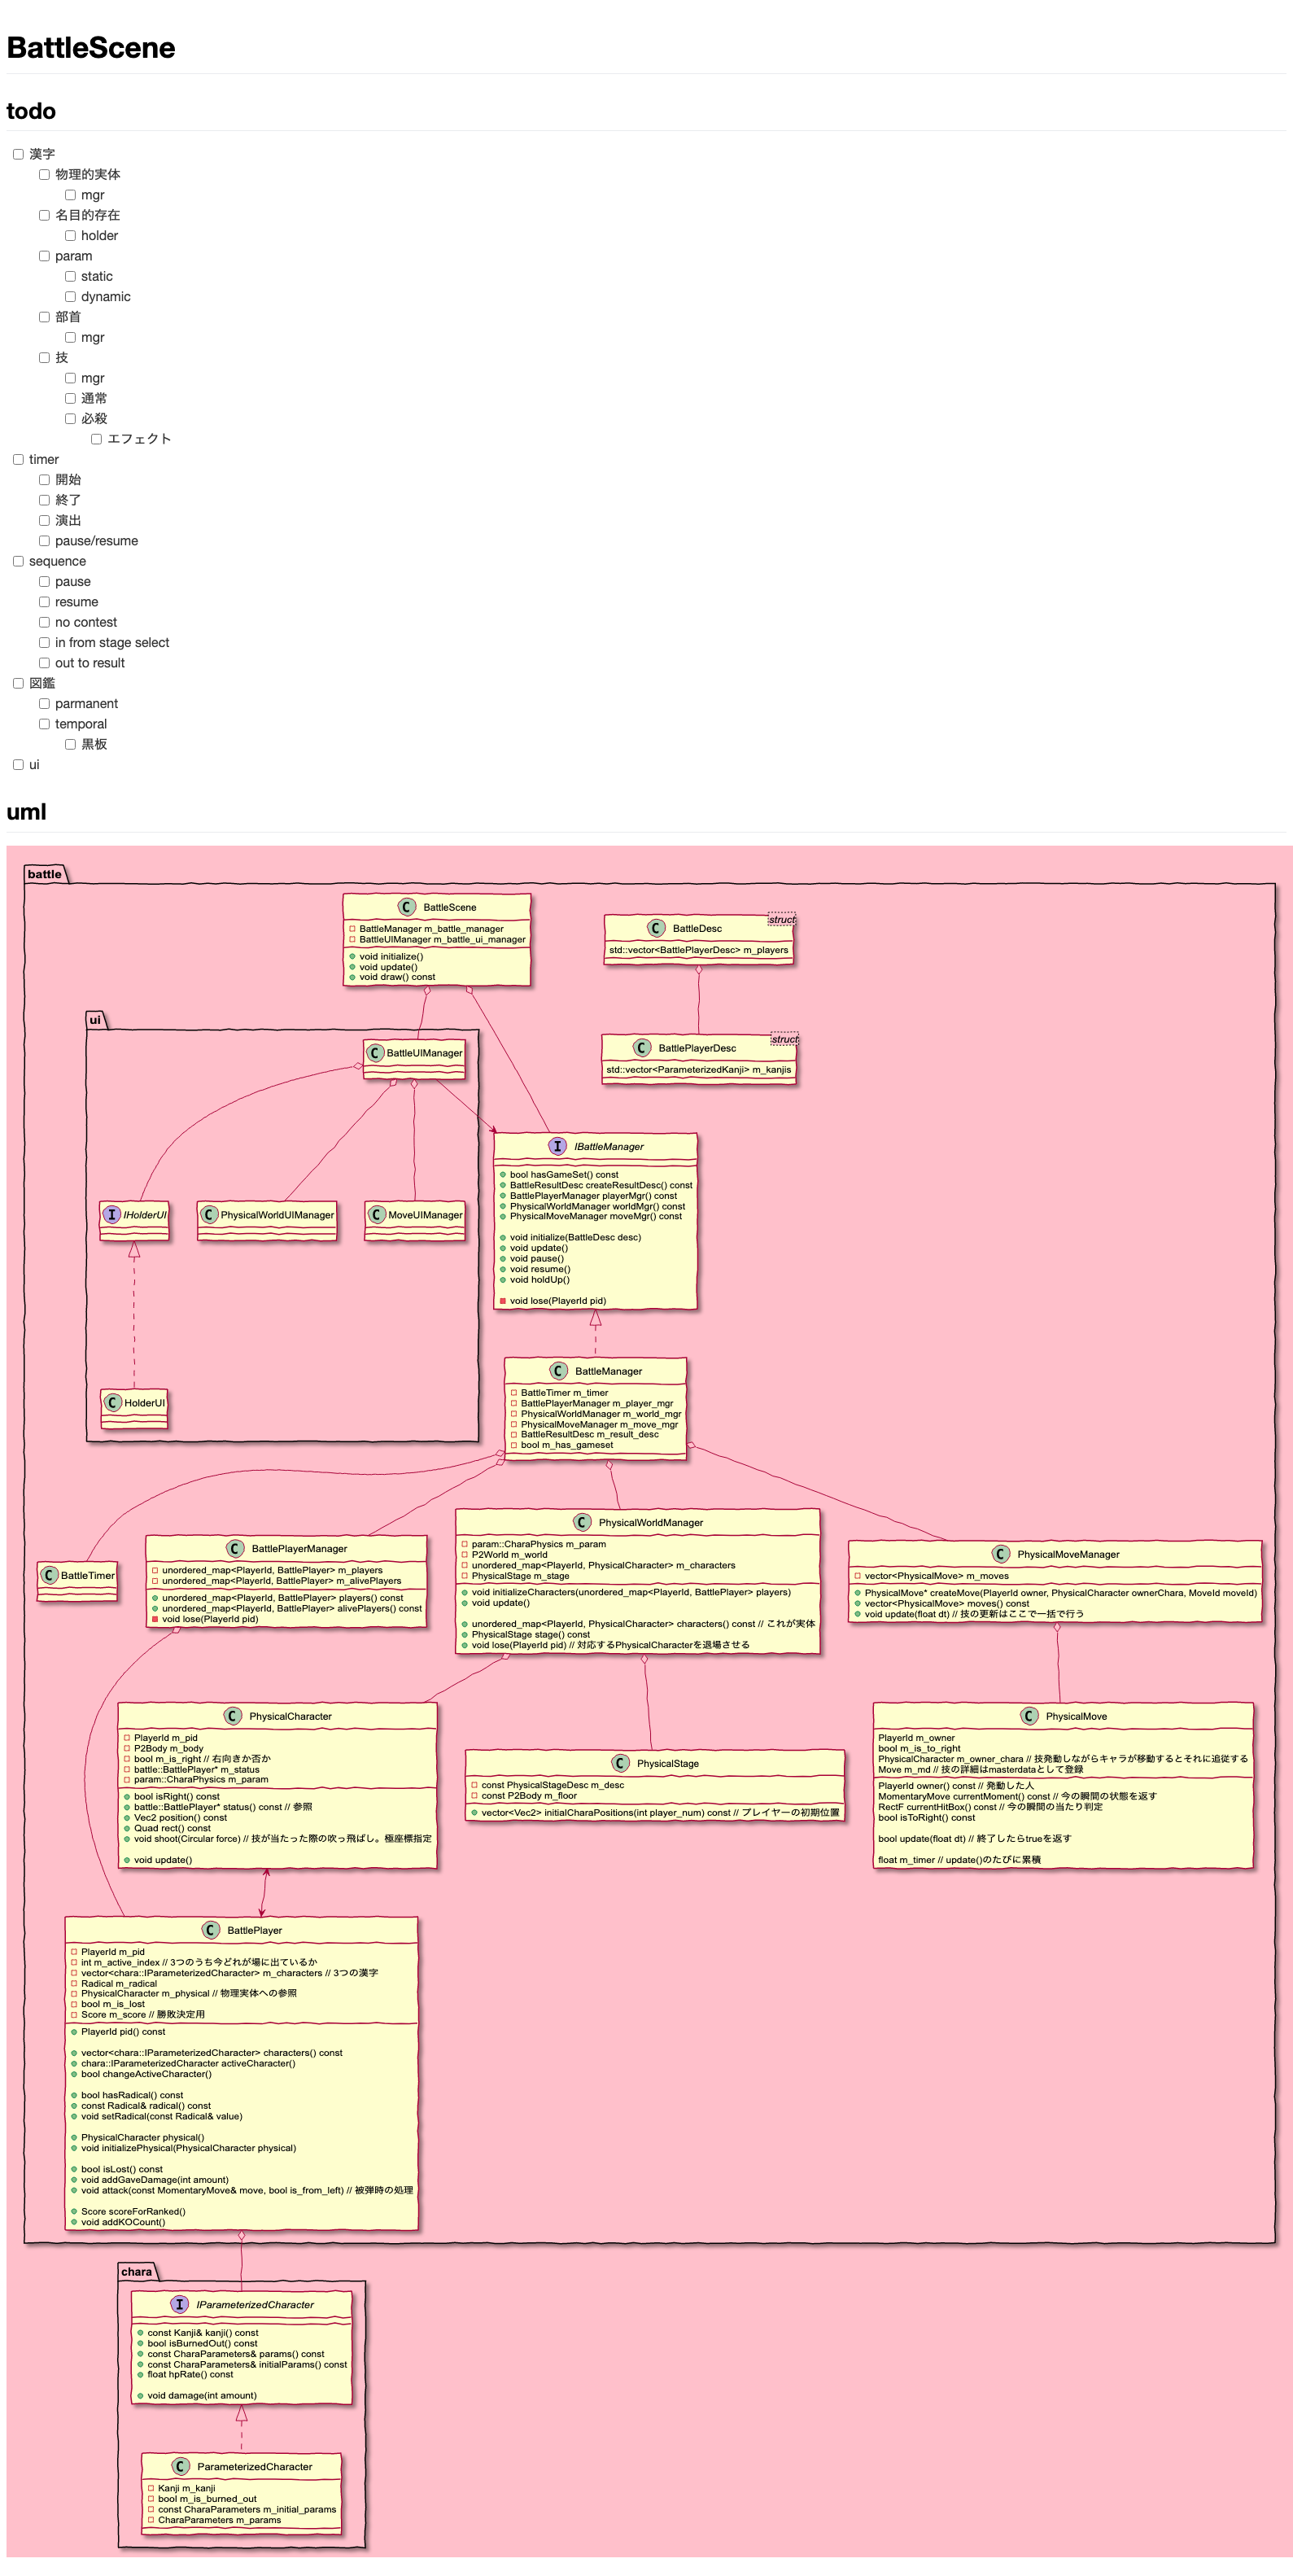 BattleScene
todo
漢字
物理的実体
mgr
名目的存在
holder
param
static
dynamic
部首
mgr
技
mgr
通常
必殺
エフェクト
timer
開始
終了
演出
pause/resume
sequence
pause
resume
no contest
in from stage select
out to result
図鑑
parmanent
temporal
黒板
ui
uml
battle
C BattleScene
BattleManager m_battle_manager
BattleUIManager m_battle_ui_manager
void initialize()
void update()
void draw() const
struct
C BattleDesc
std::vector<BattlePlayerDesc> m_players
ui
C BattleUIManager
struct
C BattlePlayerDesc
std::vector<ParameterizedKanji> m_kanjis
I IBattleManager
bool hasGameSet() const
BattleResultDesc createResultDesc() const
BattlePlayerManager playerMgr() const
PhysicalWorldManager worldMgr() const
PhysicalMoveManager moveMgr() const
void initialize(BattleDesc desc)
void update()
void pause()
void resume()
void holdUp()
void lose(PlayerId pid)
I IHolderUI
C PhysicalWorldUIManager
C MoveUIManager
C HolderUI
C BattleManager
BattleTimer m_timer
BattlePlayerManager m_player_mgr
PhysicalWorldManager m_world_mgr
PhysicalMoveManager m_move_mgr
BattleResultDesc m_result_desc
bool m_has_gameset
C BattleTimer
C BattlePlayerManager
unordered_map<PlayerId, BattlePlayer> m_players
unordered_map<PlayerId, BattlePlayer> m_alivePlayers
unordered_map<PlayerId, BattlePlayer> players() const
unordered_map<PlayerId, BattlePlayer> alivePlayers() const
void lose(PlayerId pid)
C PhysicalWorldManager
param::CharaPhysics m_param
P2World m_world
unordered_map<PlayerId, PhysicalCharacter> m_characters
PhysicalStage m_stage
void initializeCharacters(unordered_map<PlayerId, BattlePlayer> players)
void update()
unordered_map<PlayerId, PhysicalCharacter> characters() const // これが実体
PhysicalStage stage() const
void lose(PlayerId pid) // 対応するPhysicalCharacterを退場させる
C PhysicalMoveManager
vector<PhysicalMove> m_moves
PhysicalMove* createMove(PlayerId owner, PhysicalCharacter ownerChara, MoveId moveId)
vector<PhysicalMove> moves() const
void update(float dt) // 技の更新はここで一括で行う
C PhysicalCharacter
PlayerId m_pid
P2Body m_body
bool m_is_right // 右向きか否か
battle::BattlePlayer* m_status
param::CharaPhysics m_param
bool isRight() const
battle::BattlePlayer* status() const // 参照
Vec2 position() const
Quad rect() const
void shoot(Circular force) // 技が当たった際の吹っ飛ばし。極座標指定
void update()
C PhysicalStage
const PhysicalStageDesc m_desc
const P2Body m_floor
vector<Vec2> initialCharaPositions(int player_num) const // プレイヤーの初期位置
C PhysicalMove
PlayerId m_owner
bool m_is_to_right
PhysicalCharacter m_owner_chara // 技発動しながらキャラが移動するとそれに追従する
Move m_md // 技の詳細はmasterdataとして登録
PlayerId owner() const // 発動した人
MomentaryMove currentMoment() const // 今の瞬間の状態を返す
RectF currentHitBox() const // 今の瞬間の当たり判定
bool isToRight() const
bool update(float dt) // 終了したらtrueを返す
float m_timer // update()のたびに累積
C BattlePlayer
PlayerId m_pid
int m_active_index // 3つのうち今どれが場に出ているか
vector<chara::IParameterizedCharacter> m_characters // 3つの漢字
Radical m_radical
PhysicalCharacter m_physical // 物理実体への参照
bool m_is_lost
Score m_score // 勝敗決定用
PlayerId pid() const
vector<chara::IParameterizedCharacter> characters() const
chara::IParameterizedCharacter activeCharacter()
bool changeActiveCharacter()
bool hasRadical() const
const Radical& radical() const
void setRadical(const Radical& value)
PhysicalCharacter physical()
void initializePhysical(PhysicalCharacter physical)
bool isLost() const
void addGaveDamage(int amount)
void attack(const MomentaryMove& move, bool is_from_left) // 被弾時の処理
Score scoreForRanked()
void addKOCount()
chara
I IParameterizedCharacter
const Kanji& kanji() const
bool isBurnedOut() const
const CharaParameters& params() const
const CharaParameters& initialParams() const
float hpRate() const
void damage(int amount)
C ParameterizedCharacter
Kanji m_kanji
bool m_is_burned_out
const CharaParameters m_initial_params
CharaParameters m_params